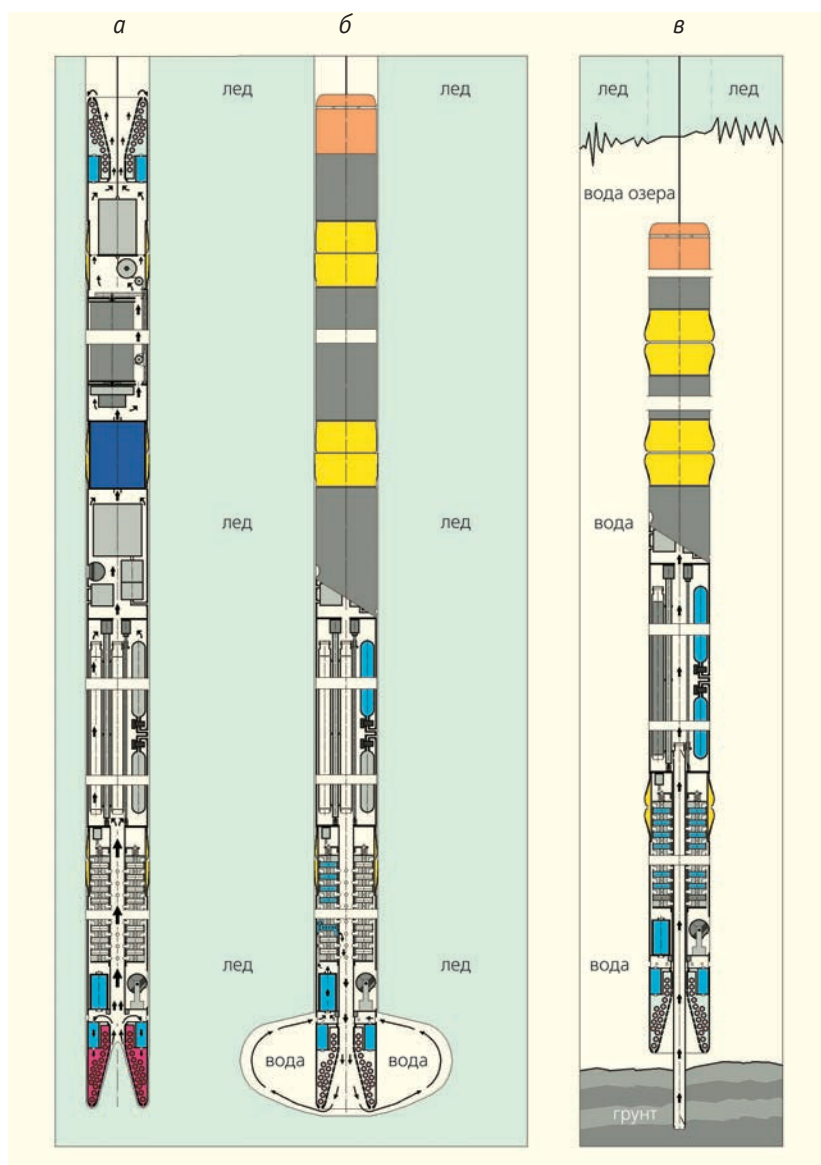 а б в
лед лед лед лед
вода озера
лед лед вода
лед лед вода
вода вода
грунт